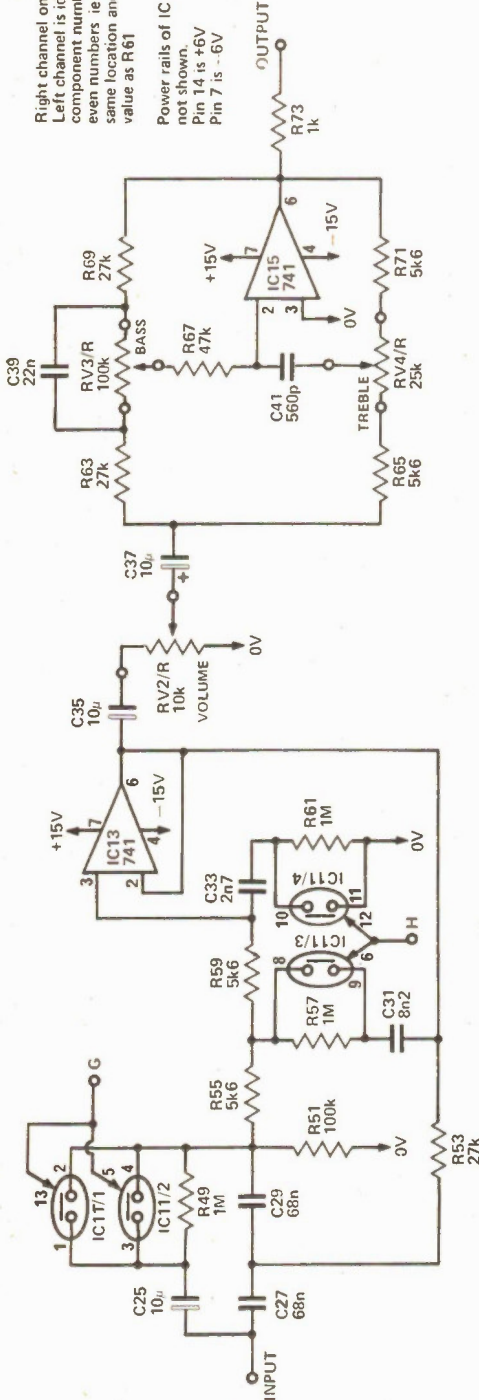 Right channel on
Left channel is ic
component numb
even numbers ie
same location an
value as R61
Power rails of IC
not shown.
Pin 14 is +6V
Pin 7 is -6V
INPUT
C25
10µ
C27
68n
1
13
2
IC11/1
3
5
4
IC11/2
G
R49
1M
C29
68n
R51
100k
0V
R53
27k
R55
5k6
R57
1M
C31
8n2
8
IC11/3
9
6
H
R59
5k6
C33
2n7
10
IC11/4
11
12
R61
1M
0V
+15V
3
7
IC13
741
2
4
6
-15V
C35
10µ
RV2/R
10k
VOLUME
0V
C37
10µ
+
R63
27k
C39
22n
RV3/R
100k
BASS
R69
27k
R67
47k
C41
560p
TREBLE
R65
5k6
RV4/R
25k
R71
5k6
+15V
2
7
IC15
741
3
4
6
-15V
0V
R73
1k
OUTPUT